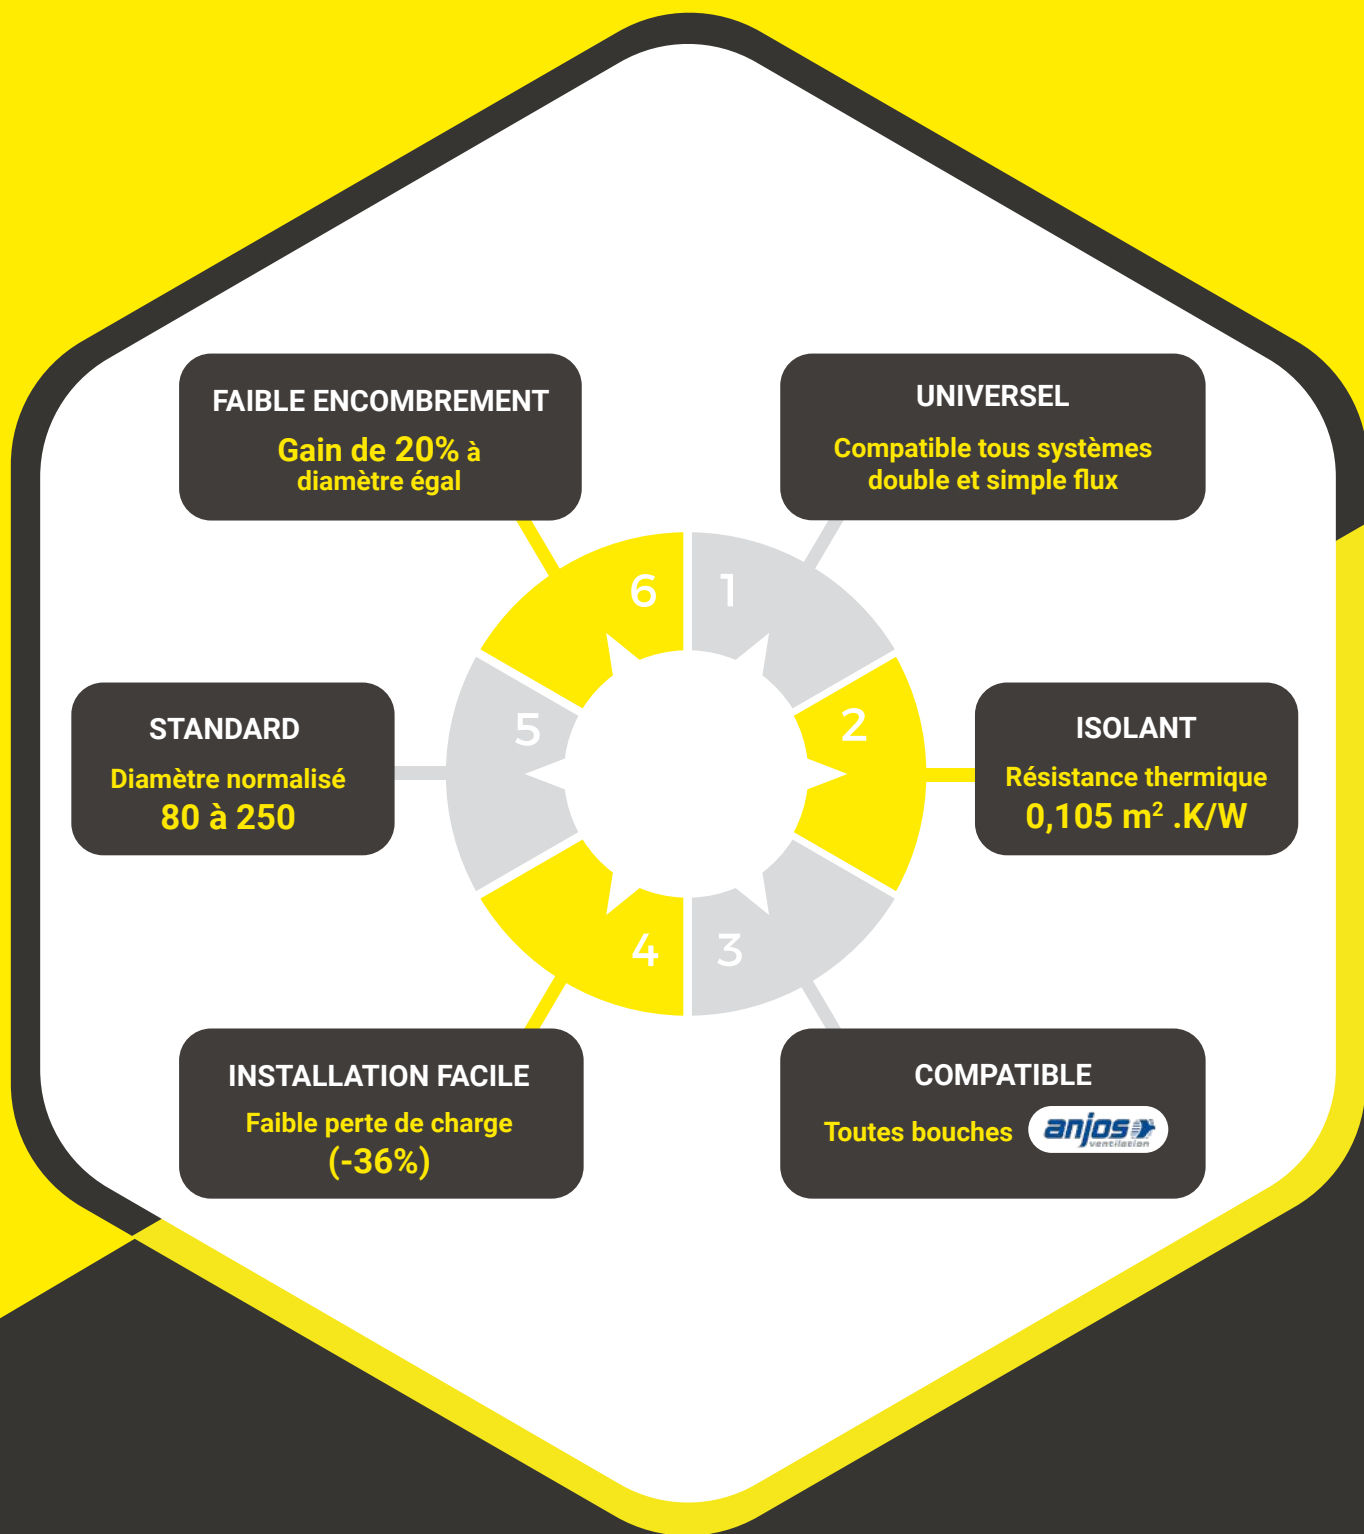 FAIBLE ENCOMBREMENT
Gain de 20% à
diamètre égal
UNIVERSEL
Compatible tous systèmes
double et simple flux
6
1
5
2
4
3
STANDARD
Diamètre normalisé
80 à 250
ISOLANT
Résistance thermique
0,105 m² .K/W
INSTALLATION FACILE
Faible perte de charge
(-36%)
COMPATIBLE
Toutes bouches anjos
ventilation